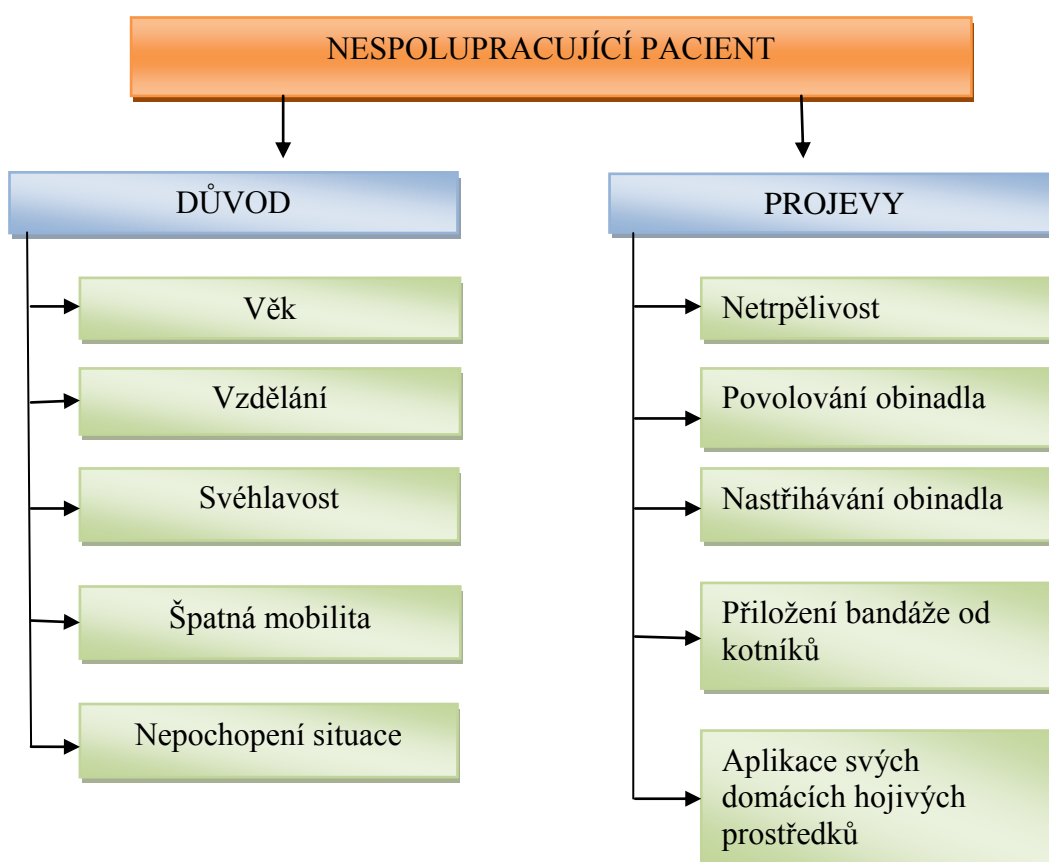 NESPOLUPRACUJÍCÍ PACIENT
DŮVOD
Věk
Vzdělání
Svéhlavost
Špatná mobilita
Nepochopení situace
PROJEVY
Netrpělivost
Povolování obinadla
Nastřihávání obinadla
Přiložení bandáže od
kotníků
Aplikace svých
domácích hojivých
prostředků